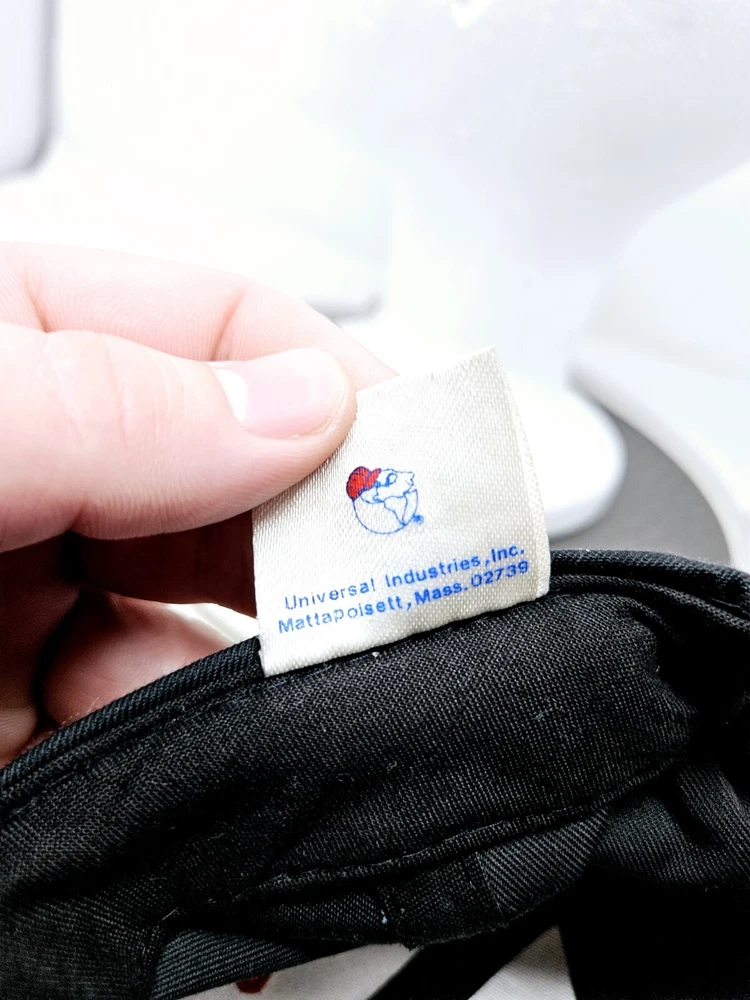 Universal Industries, Inc.
Mattapoisett, Mass. 02739